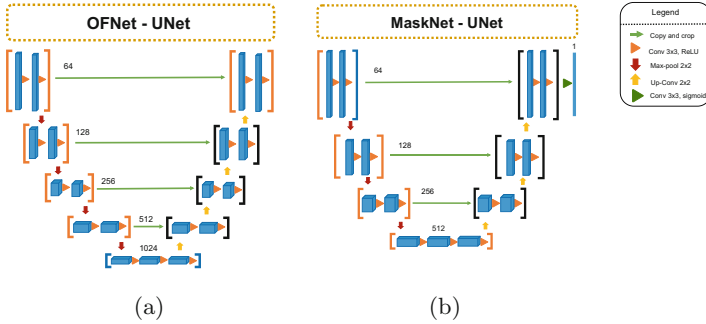 OFNet - UNet
64
128
256
512
1024
(a)
MaskNet - UNet
1
64
128
256
512
(b)
Legend
Copy and crop
Conv 3x3, ReLU
Max-pool 2x2
Up-Conv 2x2
Conv 3x3, sigmoid